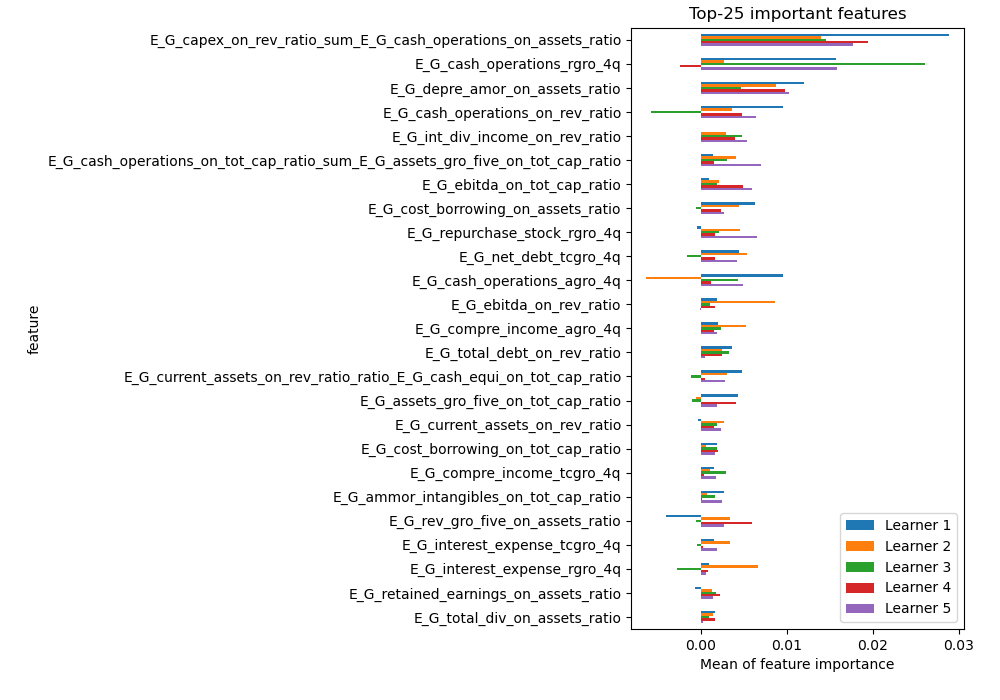 Top-25 important features
E_G_capex_on_rev_ratio_sum_E_G_cash_operations_on_assets_ratio
E_G_cash_operations_rgro_4q
E_G_depre_amor_on_assets_ratio
E_G_cash_operations_on_rev_ratio
E_G_int_div_income_on_rev_ratio
E_G_cash_operations_on_tot_cap_ratio_sum_E_G_assets_gro_five_on_tot_cap_ratio
E_G_ebitda_on_tot_cap_ratio
E_G_cost_borrowing_on_assets_ratio
E_G_repurchase_stock_rgro_4q
E_G_net_debt_tcgro_4q
E_G_cash_operations_agro_4q
E_G_ebitda_on_rev_ratio
E_G_compre_income_agro_4q
E_G_total_debt_on_rev_ratio
E_G_current_assets_on_rev_ratio_ratio_E_G_cash_equi_on_tot_cap_ratio
E_G_assets_gro_five_on_tot_cap_ratio
E_G_current_assets_on_rev_ratio
E_G_cost_borrowing_on_tot_cap_ratio
E_G_compre_income_tcgro_4q
E_G_ammor_intangibles_on_tot_cap_ratio
E_G_rev_gro_five_on_assets_ratio
E_G_interest_expense_tcgro_4q
E_G_interest_expense_rgro_4q
E_G_retained_earnings_on_assets_ratio
E_G_total_div_on_assets_ratio
feature
Learner 1
Learner 2
Learner 3
Learner 4
Learner 5
0.00 0.01 0.02 0.03
Mean of feature importance